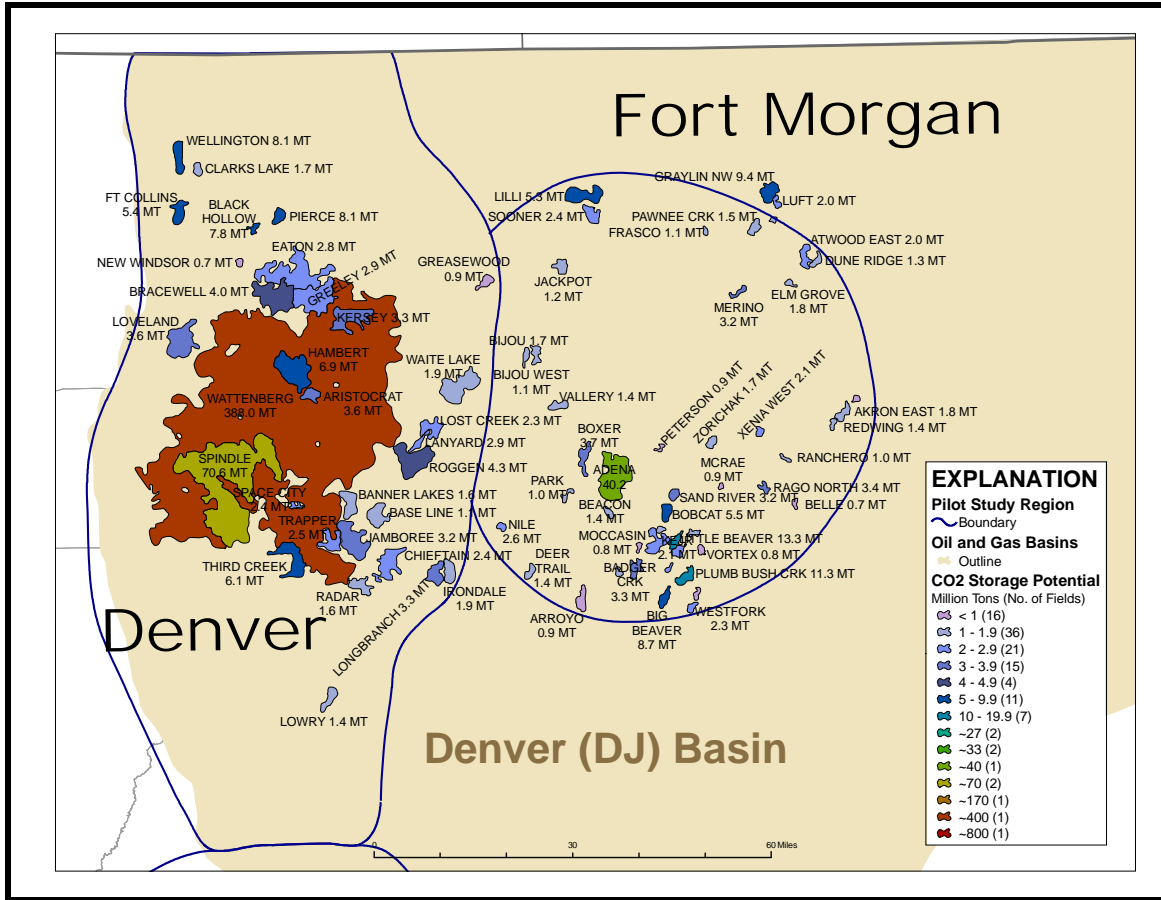 Fort Morgan
WELLINGTON 8.1 MT
CLARKS LAKE 1.7 MT
FT COLLINS
5.4 MT
BLACK
HOLLOW
7.8 MT
PIERCE 8.1 MT
EATON 2.8 MT
NEW WINDSOR 0.7 MT
GREELEY 2.9 MT
BRACEWELL 4.0 MT
KERSEY 3.3 MT
LOVELAND
3.6 MT
HAMBERT
6.9 MT
WATTENBERG
388.0 MT
ARISTOCRAT
3.6 MT
WAITE LAKE
1.9 MT
LOST CREEK 2.3 MT
LANYARD 2.9 MT
ROGGEN 4.3 MT
SPINDLE
70.6 MT
SPACE CITY
2.4 MT
BANNER LAKES 1.6 MT
BASE LINE 1.1 MT
TRAPPER
2.5 MT
JAMBOREE 3.2 MT
CHIEFTAIN 2.4 MT
THIRD CREEK
6.1 MT
RADAR
1.6 MT
LONGBRANCH 3.3 MT
IRONDALE
1.9 MT
Denver
LOWRY 1.4 MT
GRAYLIN NW 9.4 MT
LILLI 5.3 MT
LUFT 2.0 MT
SOONER 2.4 MT
PAWNEE CRK 1.5 MT
FRASCO 1.1 MT
ATWOOD EAST 2.0 MT
DUNE RIDGE 1.3 MT
GREASEWOOD
0.9 MT
JACKPOT
1.2 MT
MERINO
3.2 MT
ELM GROVE
1.8 MT
BIJOU 1.7 MT
BIJOU WEST
1.1 MT
VALLERY 1.4 MT
PETERSON 0.9 MT
ZORICHAK 1.7 MT
XENIA WEST 2.1 MT
AKRON EAST 1.8 MT
REDWING 1.4 MT
BOXER
3.7 MT
ADENA
40.2
MCRAE
0.9 MT
RANCHERO 1.0 MT
RAGO NORTH 3.4 MT
BELLE 0.7 MT
PARK
1.0 MT
BEACON
1.4 MT
SAND RIVER 3.2 MT
BOBCAT 5.5 MT
NILE
2.6 MT
MOCCASIN
0.8 MT
LITTLE BEAVER 13.3 MT
2.1 MT
VORTEX 0.8 MT
DEER
TRAIL
1.4 MT
BADGER
CRK
3.3 MT
PLUMB BUSH CRK 11.3 MT
ARROYO
0.9 MT
BIG
BEAVER
8.7 MT
WESTFORK
2.3 MT
Denver (DJ) Basin
0 30 60 Miles
EXPLANATION
Pilot Study Region
Boundary
Oil and Gas Basins
Outline
CO2 Storage Potential
Million Tons (No. of Fields)
< 1 (16)
1 - 1.9 (36)
2 - 2.9 (21)
3 - 3.9 (15)
4 - 4.9 (4)
5 - 9.9 (11)
10 - 19.9 (7)
~27 (2)
~33 (2)
~40 (1)
~70 (2)
~170 (1)
~400 (1)
~800 (1)